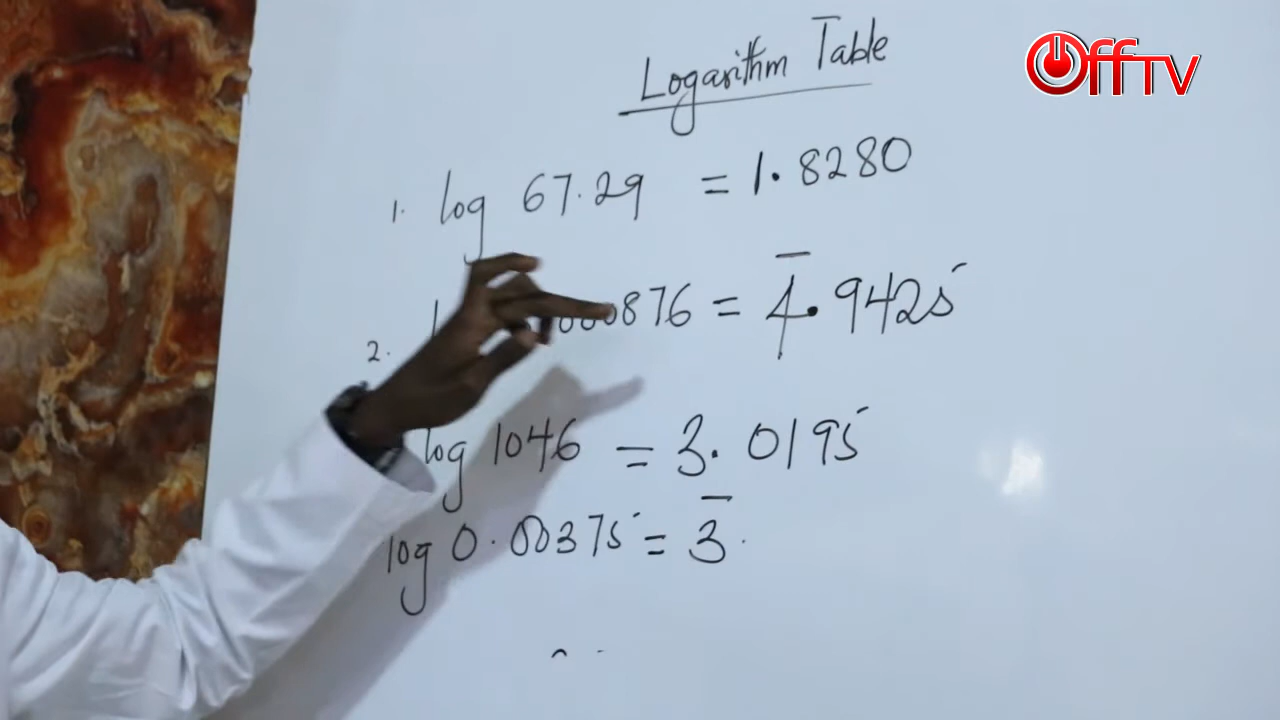 OFFTV
Logarithm Table
1. log 67.29 = 1.8280
2. 000876 = 4̅.9425
log 1046 = 3.0195
log 0.00375 = 3̅.